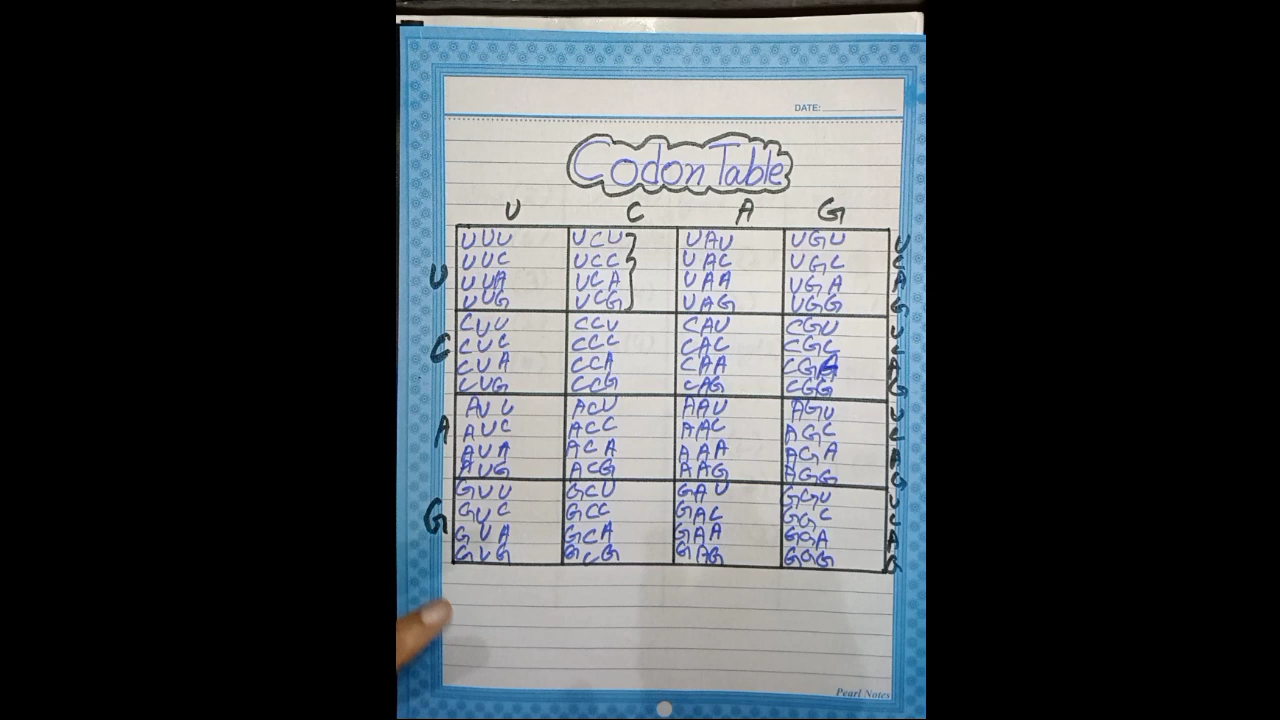 DATE:
Codon Table
U C A G
UUU UCU UAU UGU U
UUC UCC UAC UGC C
U UUA UCA UAA UGA A
UUG UCG UAG UGG G
CUU CCU CAU CGU U
C CUC CCC CAC CGC C
CUA CCA CAA CGA A
CUG CCG CAG CGG G
AUU ACU AAU AGU U
A AUC ACC AAC AGC C
AUA ACA AAA AGA A
AUG ACG AAG AGG G
GUU GCU GAU GGU U
G GUC GCC GAC GGC C
GUA GCA GAA GGA A
GUG GCG GAG GGG G
Pearl Notes